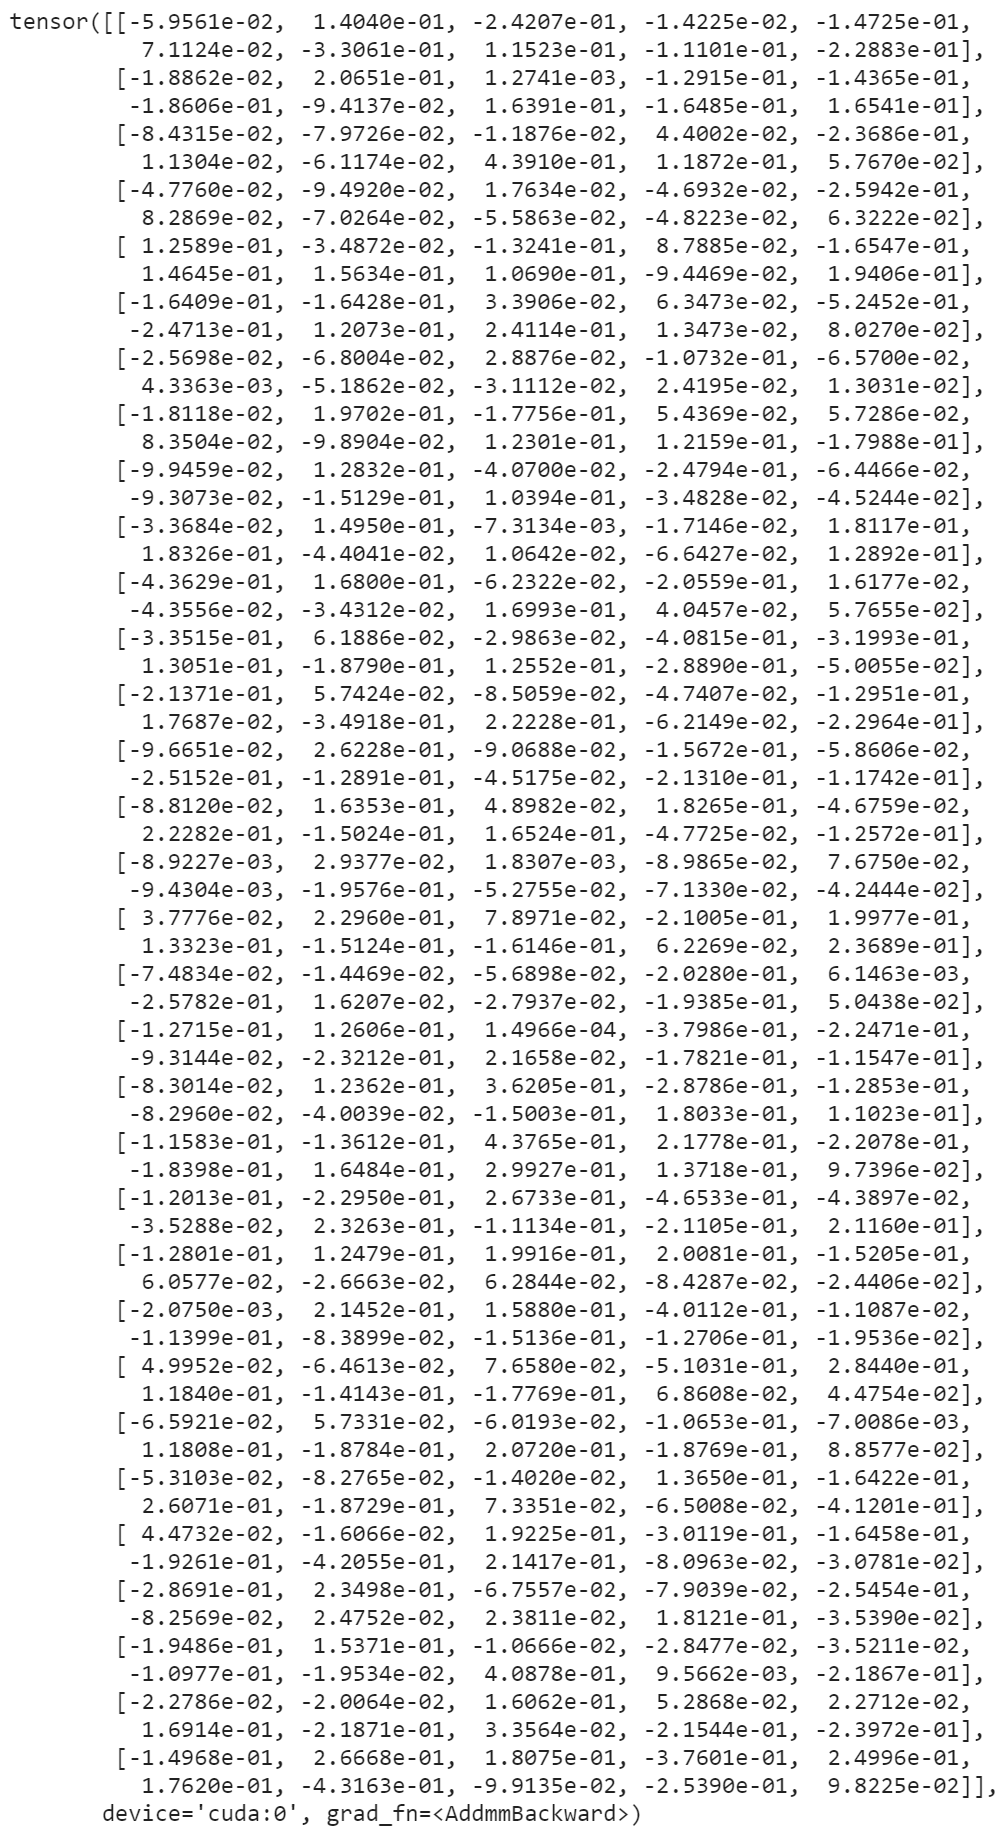 tensor([[-5.9561e-02,  1.4040e-01, -2.4207e-01, -1.4225e-01, -1.4725e-01,
          7.1124e-02, -3.3061e-01,  1.1523e-01, -1.1101e-01, -2.2883e-01],
        [-1.8862e-02,  2.0651e-01,  1.2741e-03, -1.2915e-01, -1.4365e-01,
         -1.8606e-01, -9.4137e-02,  1.6391e-01, -1.6485e-01,  1.6541e-01],
        [-8.4315e-02, -7.9726e-02, -1.1876e-02,  4.4002e-02, -2.3686e-01,
          1.1304e-02, -6.1174e-02,  4.3910e-01,  1.1872e-01,  5.7670e-02],
        [-4.7760e-02, -9.4920e-02,  1.7634e-02, -4.6932e-02, -2.5942e-01,
          8.2869e-02, -7.0264e-02, -5.5863e-02, -4.8223e-02,  6.3222e-02],
        [ 1.2589e-01, -3.4872e-02, -1.3241e-01,  8.7885e-02, -1.6547e-01,
          1.4645e-01,  1.5634e-01,  1.0690e-01, -9.4469e-02,  1.9406e-01],
        [-1.6409e-01, -1.6428e-01,  3.3906e-02,  6.3473e-02, -5.2452e-02,
         -2.4713e-01,  1.2073e-01,  2.4114e-01,  1.3473e-02,  8.0270e-02],
        [-2.5698e-02, -6.8004e-02,  2.8876e-02, -1.0732e-01, -6.5700e-02,
          4.3363e-03, -5.1862e-02, -3.1112e-02,  2.4195e-02,  1.3031e-02],
        [-1.8118e-02,  1.9702e-01, -1.7756e-01,  5.4369e-02,  5.7286e-02,
          8.3504e-02, -9.8904e-02,  1.2301e-01,  1.2159e-01, -1.7988e-01],
        [-9.9459e-02,  1.2832e-01, -4.0700e-02, -2.4794e-01, -6.4466e-02,
         -9.3073e-02, -1.5129e-01,  1.0394e-01, -3.4828e-02, -4.5244e-02],
        [-3.3684e-02,  1.4950e-01, -7.3134e-03, -1.7146e-02,  1.8117e-01,
          1.8326e-01, -4.4041e-02,  1.0642e-02, -6.6427e-02,  1.2892e-01],
        [-4.3629e-01,  1.6800e-01, -6.2322e-02, -2.0559e-01,  1.6177e-02,
         -4.3556e-02, -3.4312e-02,  1.6993e-01,  4.0457e-02,  5.7655e-02],
        [-3.3515e-01,  6.1886e-02, -2.9863e-02, -4.0815e-01, -3.1993e-01,
          1.3051e-01, -1.8790e-01,  1.2552e-01, -2.8890e-01, -5.0055e-02],
        [-2.1371e-01,  5.7424e-02, -8.5059e-02, -4.7407e-02, -1.2951e-01,
          1.7687e-02, -3.4918e-01,  2.2228e-01, -6.2149e-02, -2.2964e-01],
        [-9.6651e-02,  2.6228e-01, -9.0688e-02, -1.5672e-01, -5.8606e-02,
         -2.5152e-01, -1.2891e-01, -4.5175e-02, -2.1310e-01, -1.1742e-01],
        [-8.8120e-02,  1.6353e-01,  4.8982e-02,  1.8265e-01, -4.6759e-02,
          2.2282e-01, -1.5024e-01,  1.6524e-01, -4.7725e-02, -1.2572e-01],
        [-8.9227e-03,  2.9377e-02,  1.8307e-03, -8.9865e-02,  7.6750e-02,
         -9.4304e-03, -1.9576e-01, -5.2755e-02, -7.1330e-02, -4.2444e-02],
        [ 3.7776e-02,  2.2960e-01,  7.8971e-02, -2.1005e-01,  1.9977e-01,
          1.3323e-01, -1.5124e-01, -1.6146e-01,  6.2269e-02,  2.3689e-01],
        [-7.4834e-02, -1.4469e-02, -5.6898e-02, -2.0280e-01,  6.1463e-03,
         -2.5782e-01,  1.6207e-02, -2.7937e-02, -1.9385e-01,  5.0438e-02],
        [-1.2715e-01,  1.2606e-01,  1.4966e-04, -3.7986e-01, -2.2471e-01,
         -9.3144e-02, -2.3212e-01,  2.1658e-02, -1.7821e-01, -1.1547e-01],
        [-8.3014e-02,  1.2362e-01,  3.6205e-01, -2.8786e-01, -1.2853e-01,
         -8.2960e-02, -4.0039e-02, -1.5003e-01,  1.8033e-01,  1.1023e-01],
        [-1.1583e-01, -1.3612e-01,  4.3765e-01,  2.1778e-01, -2.2078e-01,
         -1.8398e-01,  1.6484e-01,  2.9927e-01,  1.3718e-01,  9.7396e-02],
        [-1.2013e-01, -2.2950e-01,  2.6733e-01, -4.6533e-01, -4.3897e-02,
         -3.5288e-02,  2.3263e-01, -1.1134e-01, -2.1105e-01,  2.1160e-01],
        [-1.2801e-01,  1.2479e-01,  1.9916e-01,  2.0081e-01, -1.5205e-01,
          6.0577e-02, -2.6663e-02,  6.2844e-02, -8.4287e-02, -2.4406e-02],
        [-2.0750e-03,  2.1452e-01,  1.5880e-01, -4.0112e-01, -1.1087e-02,
         -1.1399e-01, -8.3899e-02, -1.5136e-01, -1.2706e-01, -1.9536e-02],
        [ 4.9952e-02, -6.4613e-02,  7.6580e-02, -5.1031e-01,  2.8440e-01,
          1.1840e-01, -1.4143e-01, -1.7769e-01,  6.8608e-02,  4.4754e-02],
        [-6.5921e-02,  5.7331e-02, -6.0193e-02, -1.0653e-01, -7.0086e-03,
          1.1808e-01, -1.8784e-01,  2.0720e-01, -1.8769e-01,  8.8577e-02],
        [-5.3103e-02, -8.2765e-02, -1.4020e-02,  1.3650e-01, -1.6422e-01,
          2.6071e-01, -1.8729e-01,  7.3351e-02, -6.5008e-02, -4.1201e-01],
        [ 4.4732e-02, -1.6066e-02,  1.9225e-01, -3.0119e-01, -1.6458e-01,
         -1.9261e-01, -4.2055e-01,  2.1417e-01, -8.0963e-02, -3.0781e-02],
        [-2.8691e-01,  2.3498e-01, -6.7557e-02, -7.9039e-02, -2.5454e-01,
         -8.2569e-02,  2.4752e-01,  2.3811e-02,  1.8121e-01, -3.5390e-02],
        [-1.9486e-01,  1.5371e-01, -1.0666e-02, -2.8477e-01, -3.5211e-02,
         -1.0977e-01, -1.9534e-02,  4.0878e-01,  9.5662e-03, -2.1867e-01],
        [-2.2786e-02, -2.0064e-02,  1.6062e-01,  5.2868e-02,  2.2712e-02,
          1.6914e-01, -2.1871e-01,  3.3564e-02, -2.1544e-01, -2.3972e-01],
        [-1.4968e-01,  2.6668e-01,  1.8075e-01, -3.7601e-01,  2.4996e-01,
          1.7620e-01, -4.3163e-01, -9.9135e-02, -2.5390e-01,  9.8225e-02]],
       device='cuda:0', grad_fn=<AddmmBackward>)